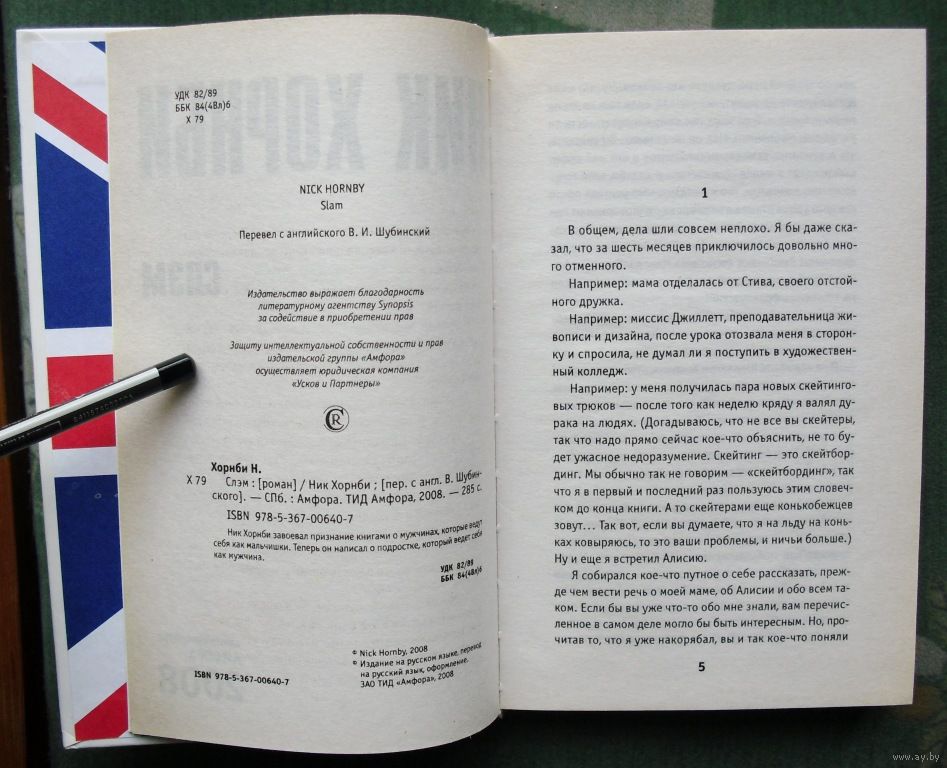 УДК 82/89
ББК 84(4Вл)6
Х 79
NICK HORNBY
Slam
Перевел с английского В. И. Шубинский
Издательство выражает благодарность
литературному агентству Synopsis
за содействие в приобретении прав
Защиту интеллектуальной собственности и прав
издательской группы «Амфора»
осуществляет юридическая компания
«Усков и Партнеры»
Хорнби Н.
Х 79 Слэм : [роман] / Ник Хорнби ; [пер. с англ. В. Шубин-
ского]. — СПб. : Амфора. ТИД Амфора, 2008. — 285 с.
ISBN 978-5-367-00640-7
Ник Хорнби завоевал признание книгами о мужчинах, которые ведут
себя как мальчишки. Теперь он написал о подростке, который ведет себя
как мужчина.
УДК 82/89
ББК 84(4Вл)6
© Nick Hornby, 2008
© Издание на русском языке, перевод
на русский язык, оформление.
ЗАО ТИД «Амфора», 2008
ISBN 978-5-367-00640-7
1
В общем, дела шли совсем неплохо. Я бы даже ска-
зал, что за шесть месяцев приключилось довольно мно-
го отменного.
Например: мама отделалась от Стива, своего отстой-
ного дружка.
Например: миссис Джиллетт, преподавательница жи-
вописи и дизайна, после урока отозвала меня в сторон-
ку и спросила, не думал ли я поступить в художествен-
ный колледж.
Например: у меня получилась пара новых скейтинго-
вых трюков — после того как неделю кряду я валял ду-
рака на людях. (Догадываюсь, что не все вы скейтеры,
так что надо прямо сейчас кое-что объяснить, не то бу-
дет ужасное недоразумение. Скейтинг — это скейтбор-
динг. Мы обычно так не говорим — «скейтбординг», так
что я в первый и последний раз пользуюсь этим словеч-
ком до конца книги. А то скейтерами еще конькобежцев
зовут... Так вот, если вы думаете, что я на льду на конь-
ках ковыряюсь, то это ваши проблемы, и ничьи больше.)
Ну и еще я встретил Алисию.
Я собирался кое-что путное о себе рассказать, преж-
де чем вести речь о моей маме, об Алисии и обо всем та-
ком. Если бы вы уже что-то обо мне знали, вам перечис-
ленное в самом деле могло бы быть интересным. Но, про-
читав то, что я уже накорябал, вы и так кое-что поняли
5
www.ay.by